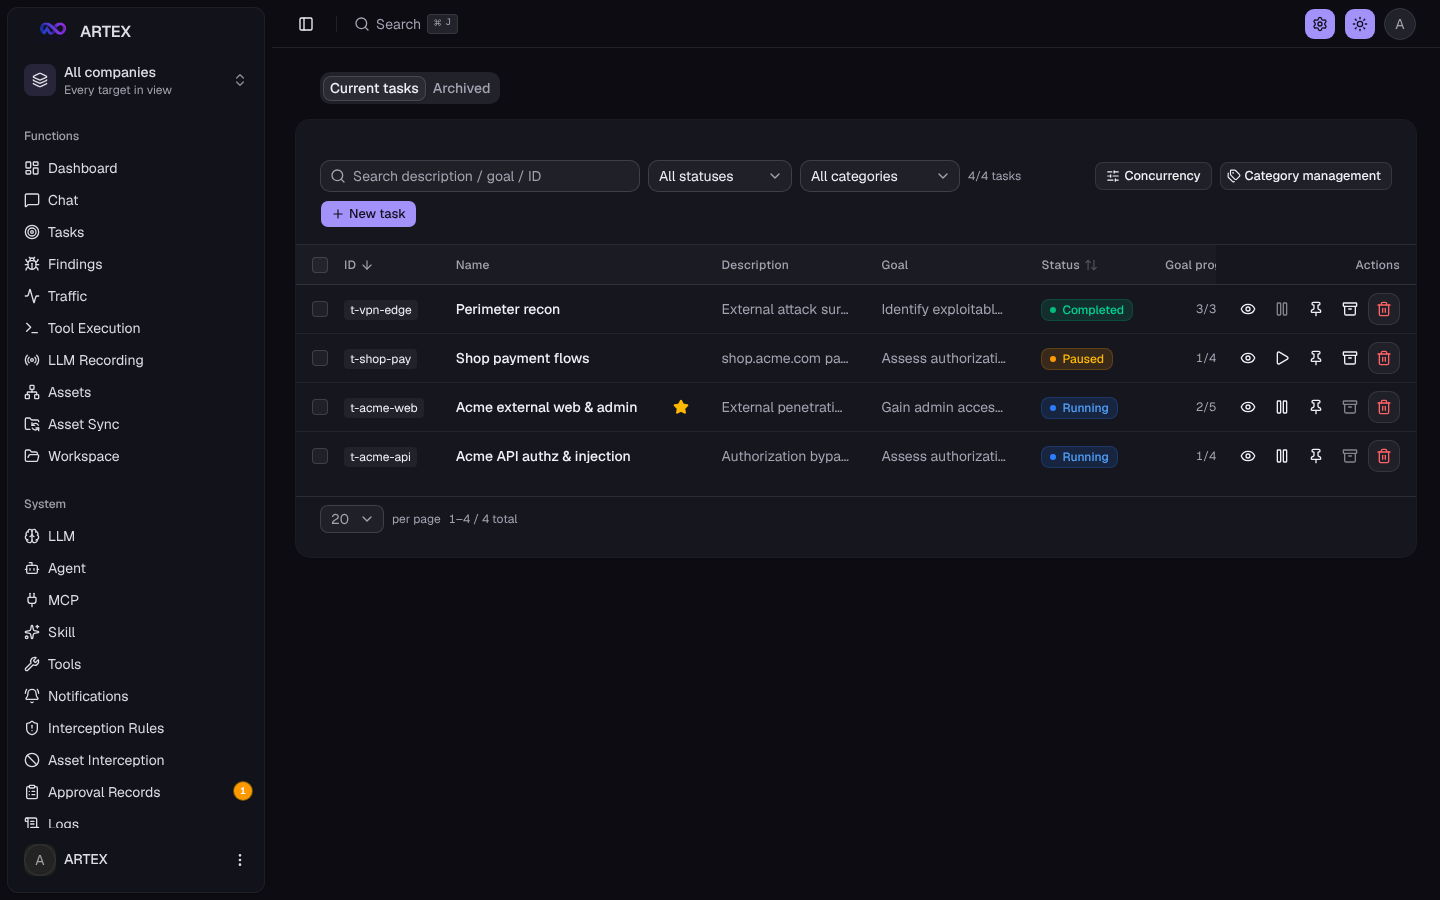 ARTEX
All companies
Every target in view
Functions
Dashboard
Chat
Tasks
Findings
Traffic
Tool Execution
LLM Recording
Assets
Asset Sync
Workspace
System
LLM
Agent
MCP
Skill
Tools
Notifications
Interception Rules
Asset Interception
Approval Records 1
Logs
A ARTEX
Search ⌘ J
A
Current tasks Archived
Search description / goal / ID All statuses All categories 4/4 tasks Concurrency Category management
+ New task
ID Name Description Goal Status Goal prog Actions
t-vpn-edge Perimeter recon External attack sur... Identify exploitabl... Completed 3/3
t-shop-pay Shop payment flows shop.acme.com pa... Assess authorizati... Paused 1/4
t-acme-web Acme external web & admin External penetrati... Gain admin acces... Running 2/5
t-acme-api Acme API authz & injection Authorization bypa... Assess authorizati... Running 1/4
20 per page 1–4 / 4 total